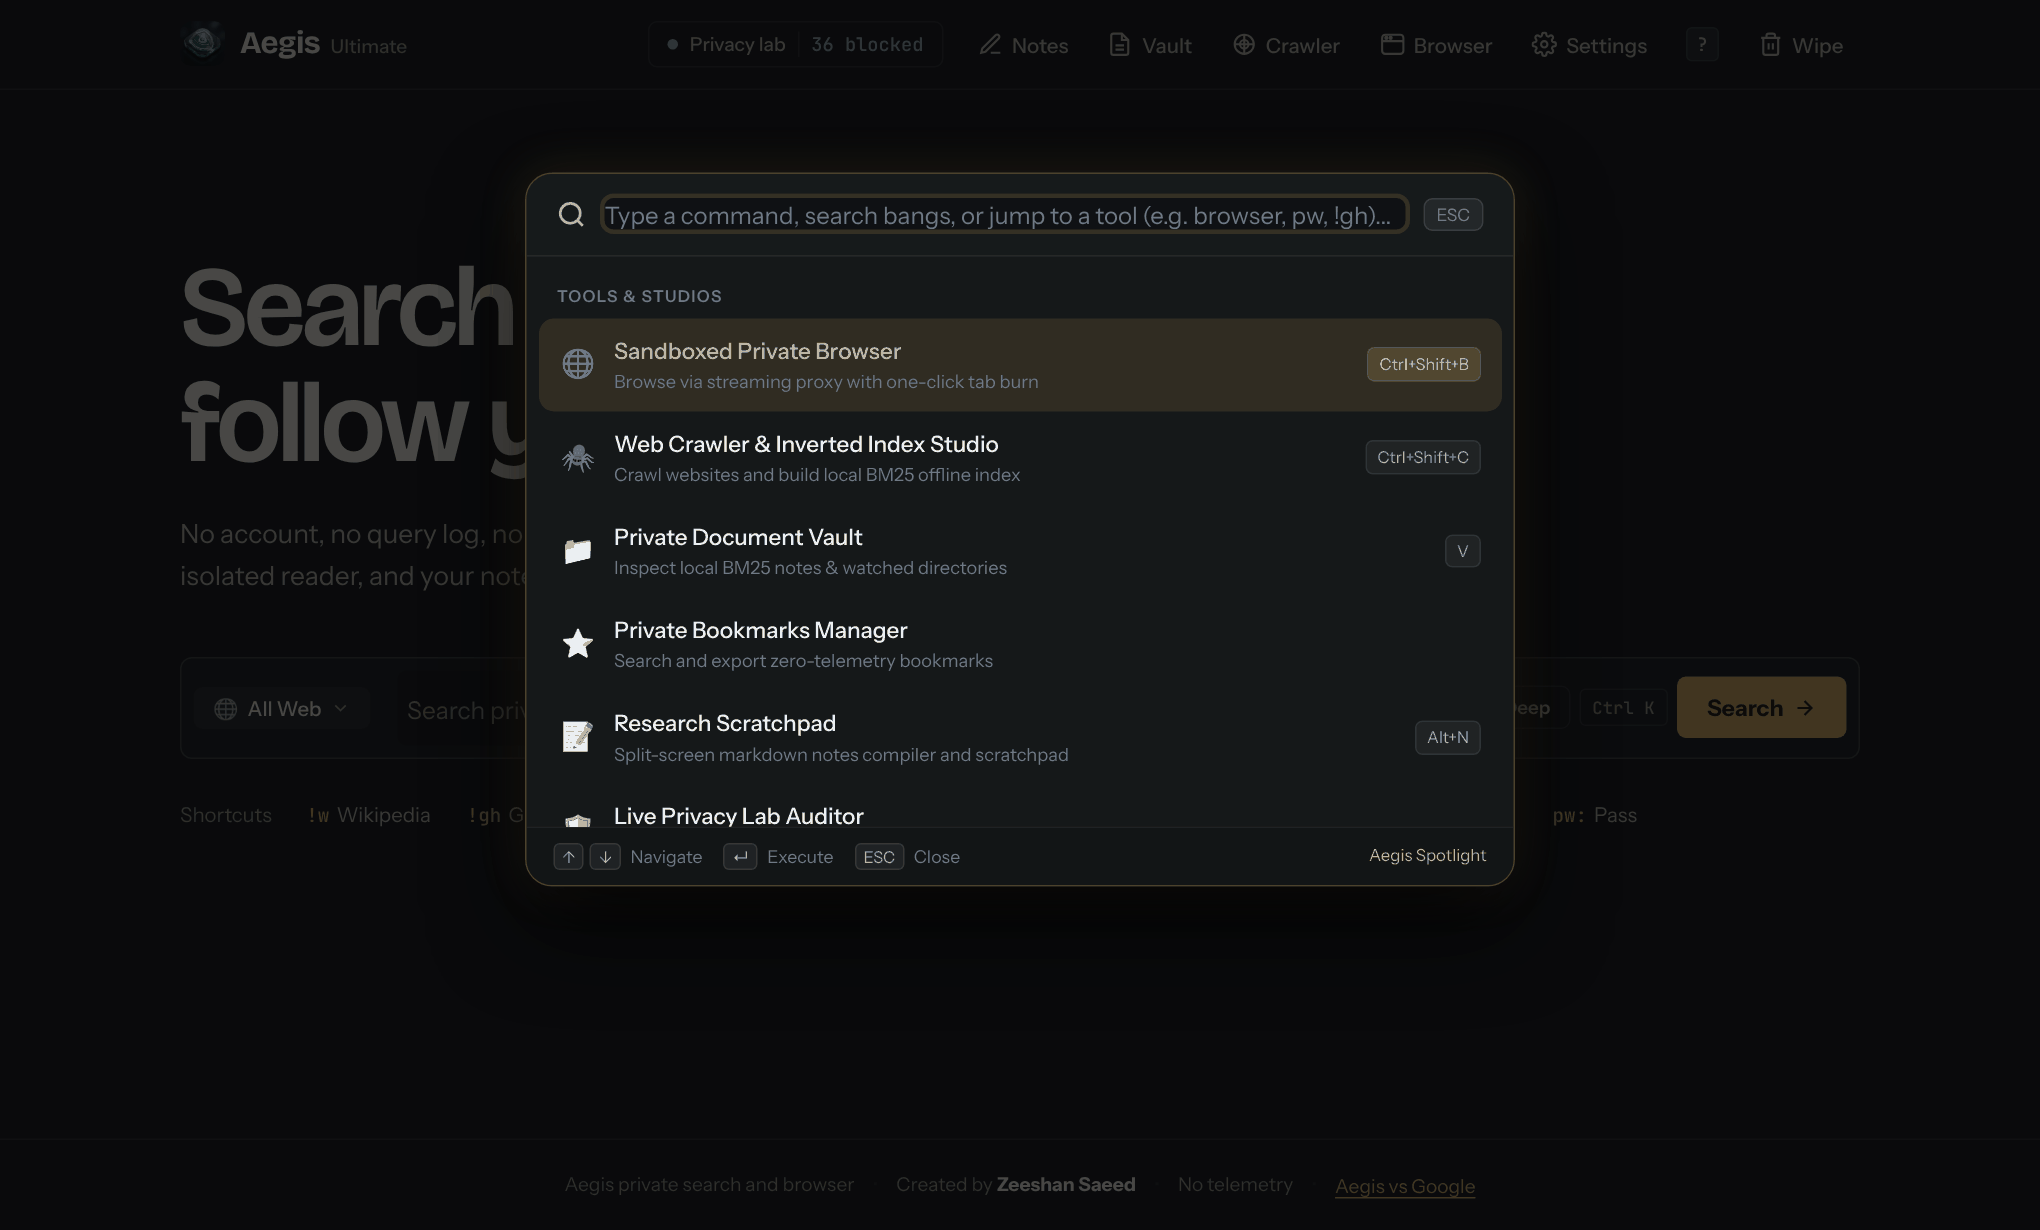 Aegis Ultimate
Privacy lab 36 blocked
Notes
Vault
Crawler
Browser
Settings
?
Wipe
Type a command, search bangs, or jump to a tool (e.g. browser, pw, !gh)...
ESC
TOOLS & STUDIOS
Sandboxed Private Browser
Browse via streaming proxy with one-click tab burn
Ctrl+Shift+B
Web Crawler & Inverted Index Studio
Crawl websites and build local BM25 offline index
Ctrl+Shift+C
Private Document Vault
Inspect local BM25 notes & watched directories
V
Private Bookmarks Manager
Search and export zero-telemetry bookmarks
Research Scratchpad
Split-screen markdown notes compiler and scratchpad
Alt+N
Live Privacy Lab Auditor
↑ ↓ Navigate ↵ Execute ESC Close
Aegis Spotlight
Search
follow
No account, no query log, no
isolated reader, and your
All Web
Search
Ctrl K
Search →
Shortcuts !w Wikipedia !gh
pw: Pass
Aegis private search and browser · Created by Zeeshan Saeed · No telemetry · Aegis vs Google